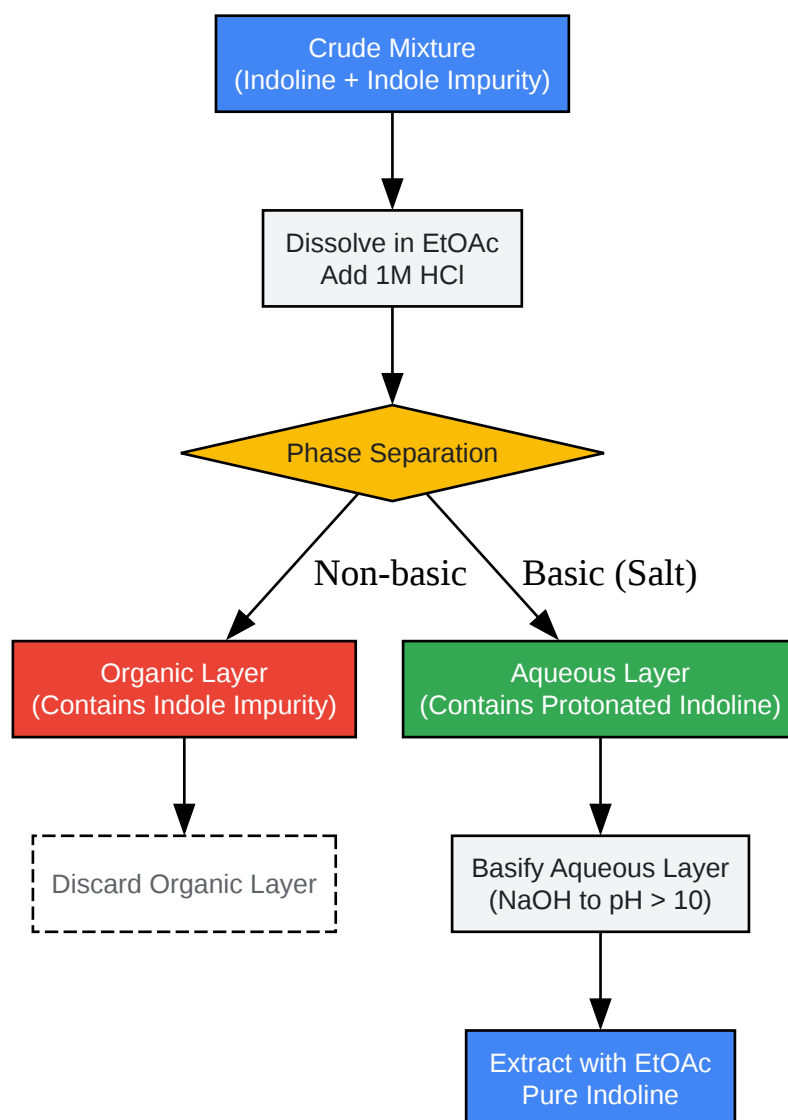 Crude Mixture
(Indoline + Indole Impurity)
Dissolve in EtOAc
Add 1M HCl
Phase Separation
Non-basic
Basic (Salt)
Organic Layer
(Contains Indole Impurity)
Aqueous Layer
(Contains Protonated Indoline)
Discard Organic Layer
Basify Aqueous Layer
(NaOH to pH > 10)
Extract with EtOAc
Pure Indoline